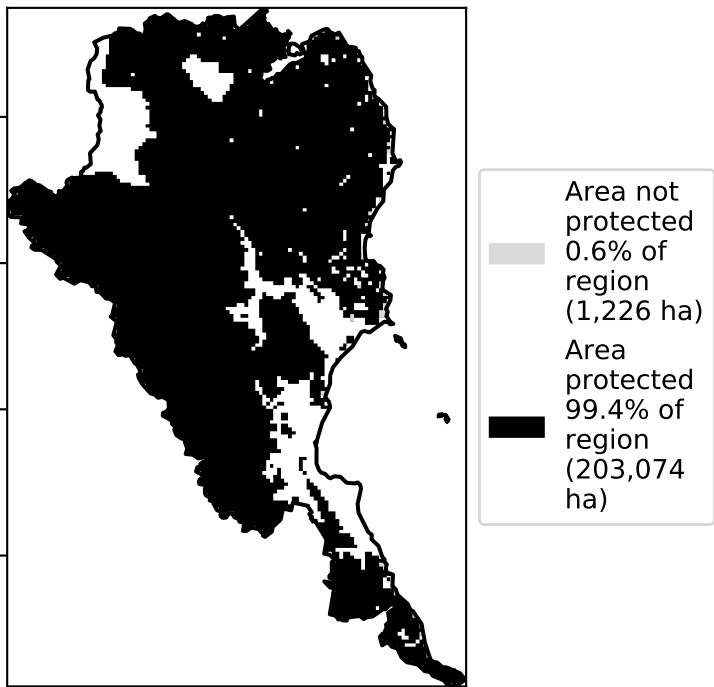 Area not
protected
0.6% of
region
(1,226 ha)
Area
protected
99.4% of
region
(203,074
ha)